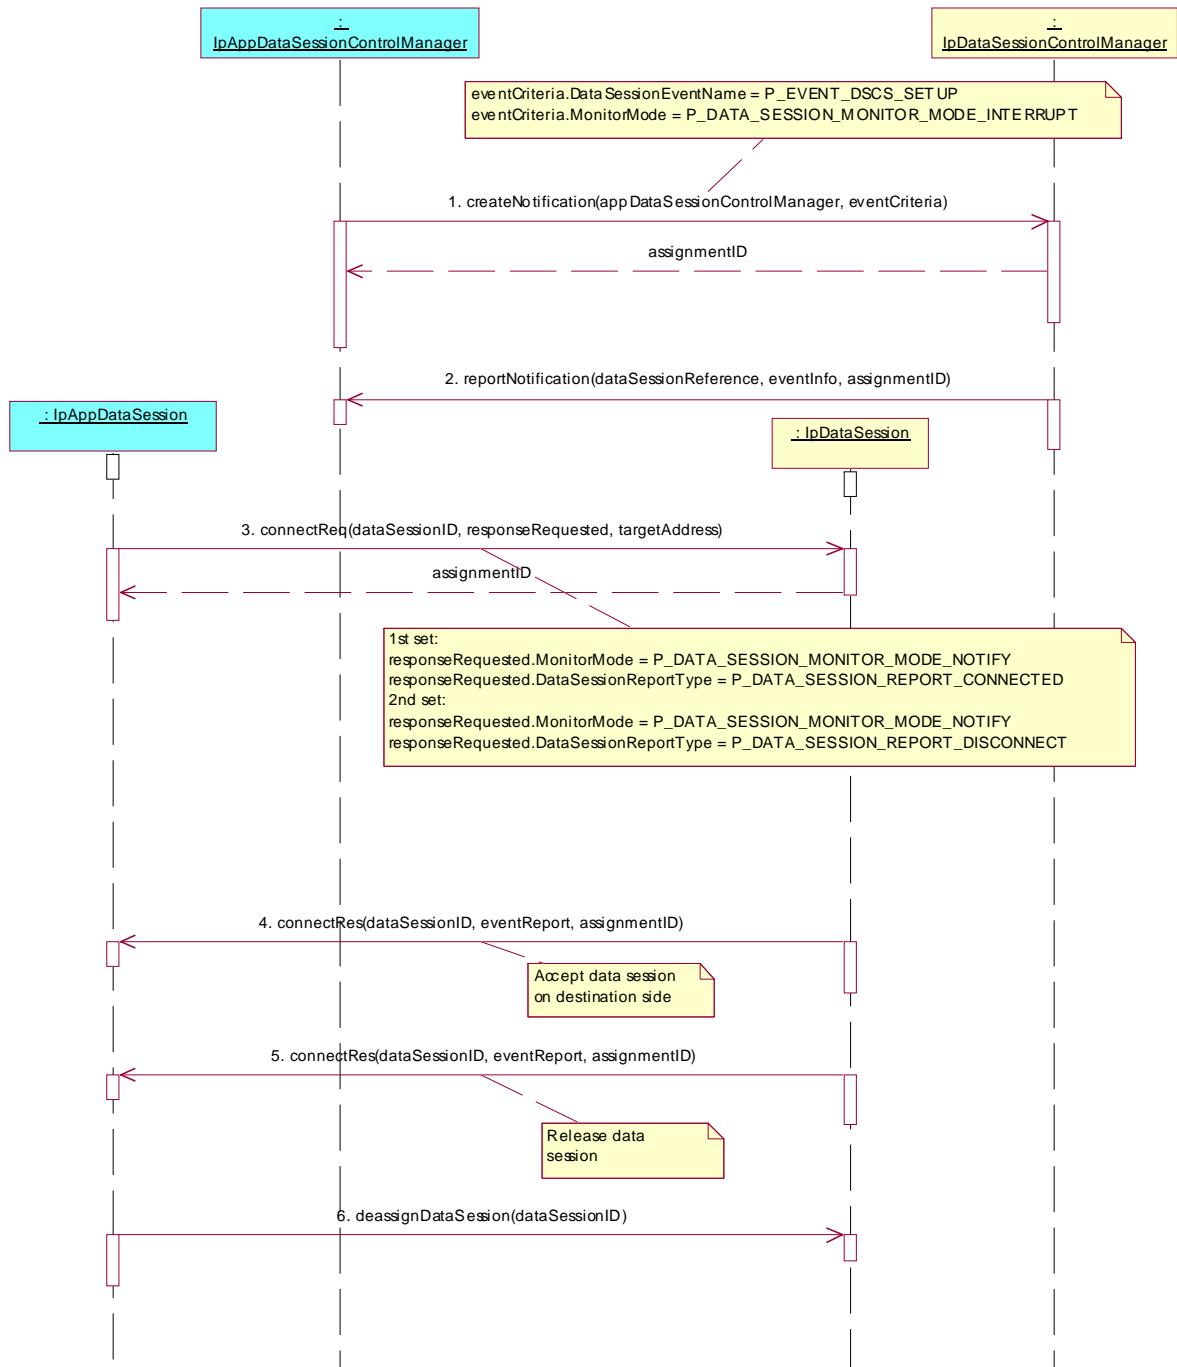 :
IpAppDataSessionControlManager
:
IpDataSessionControlManager
eventCriteria.DataSessionEventName = P_EVENT_DSCS_SETUP
eventCriteria.MonitorMode = P_DATA_SESSION_MONITOR_MODE_INTERRUPT
1. createNotification(appDataSessionControlManager, eventCriteria)
assignmentID
2. reportNotification(dataSessionReference, eventInfo, assignmentID)
: IpAppDataSession
: IpDataSession
3. connectReq(dataSessionID, responseRequested, targetAddress)
assignmentID
1st set:
responseRequested.MonitorMode = P_DATA_SESSION_MONITOR_MODE_NOTIFY
responseRequested.DataSessionReportType = P_DATA_SESSION_REPORT_CONNECTED
2nd set:
responseRequested.MonitorMode = P_DATA_SESSION_MONITOR_MODE_NOTIFY
responseRequested.DataSessionReportType = P_DATA_SESSION_REPORT_DISCONNECT
4. connectRes(dataSessionID, eventReport, assignmentID)
Accept data session
on destination side
5. connectRes(dataSessionID, eventReport, assignmentID)
Release data
session
6. deassignDataSession(dataSessionID)